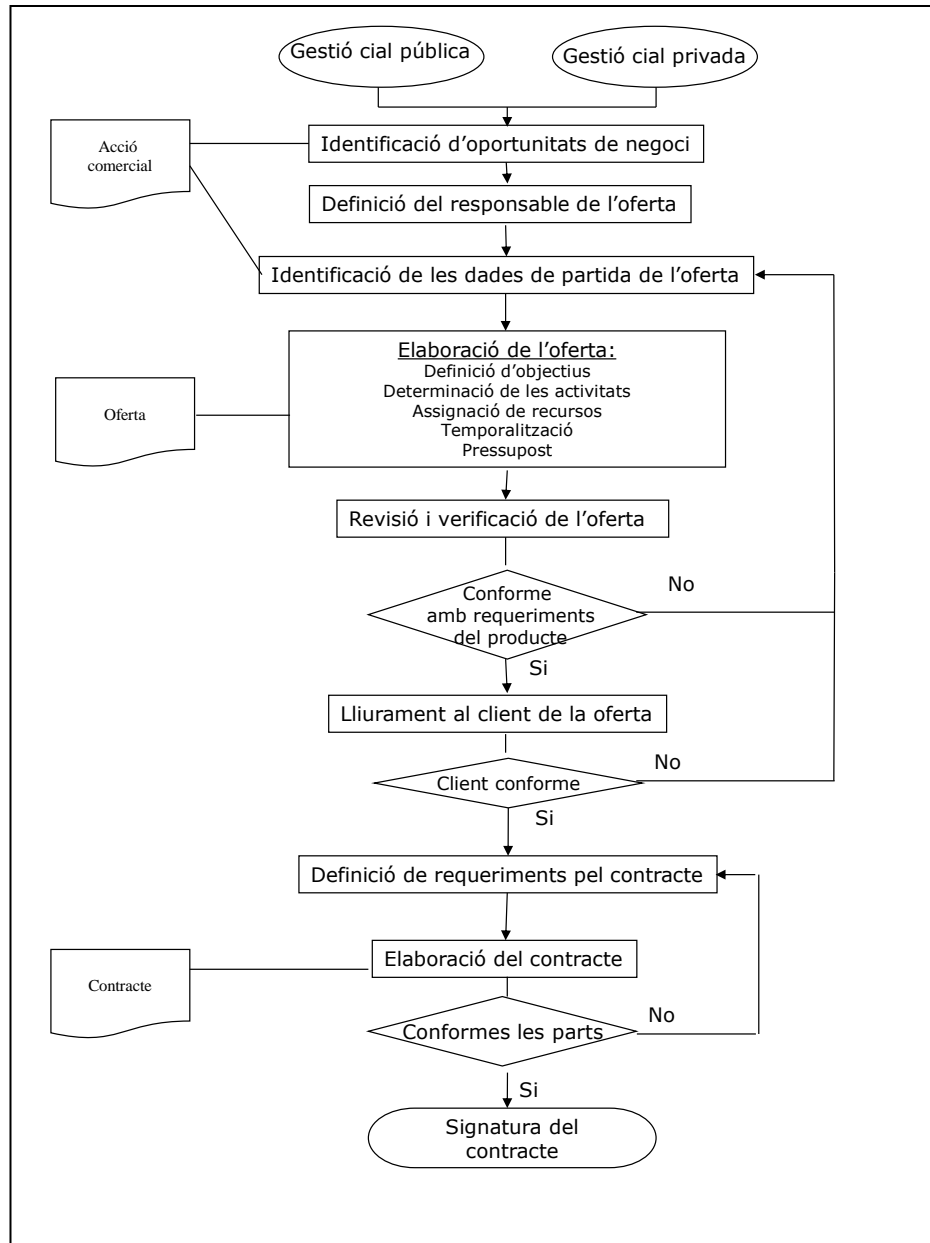 Gestió cial pública
Gestió cial privada
Acció
comercial
Identificació d'oportunitats de negoci
Definició del responsable de l'oferta
Identificació de les dades de partida de l'oferta
Elaboració de l'oferta:
Definició d'objectius
Determinació de les activitats
Assignació de recursos
Temporalització
Pressupost
Oferta
Revisió i verificació de l'oferta
Conforme
amb requeriments
del producte
No
Si
Lliurament al client de la oferta
Client conforme
No
Si
Definició de requeriments pel contracte
Elaboració del contracte
Contracte
Conformes les parts
No
Si
Signatura del
contracte